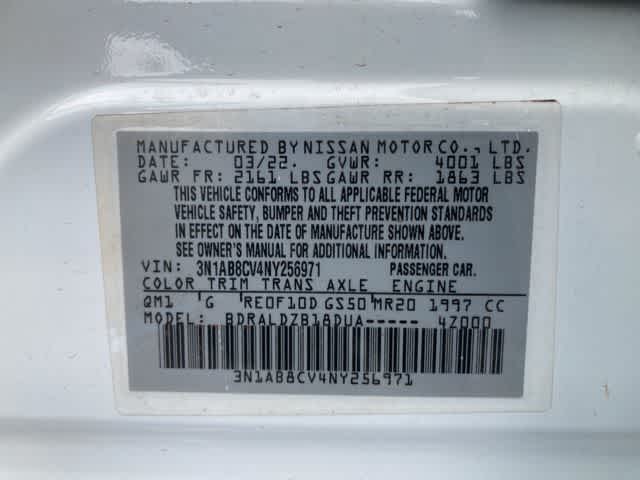 MANUFACTURED BY NISSAN MOTOR CO., LTD.
DATE: 03/22. GVWR: 4001 LBS
GAWR FR: 2161 LBS GAWR RR: 1863 LBS
THIS VEHICLE CONFORMS TO ALL APPLICABLE FEDERAL MOTOR
VEHICLE SAFETY, BUMPER AND THEFT PREVENTION STANDARDS
IN EFFECT ON THE DATE OF MANUFACTURE SHOWN ABOVE.
SEE OWNER'S MANUAL FOR ADDITIONAL INFORMATION.
VIN: 3N1AB8CV4NY256971 PASSENGER CAR.
COLOR TRIM TRANS AXLE ENGINE
QM1 'G RE0F10D GS50 MR20 1997 CC
MODEL: BDRALDZB18DUA----- 4Z000
3N1AB8CV4NY256971